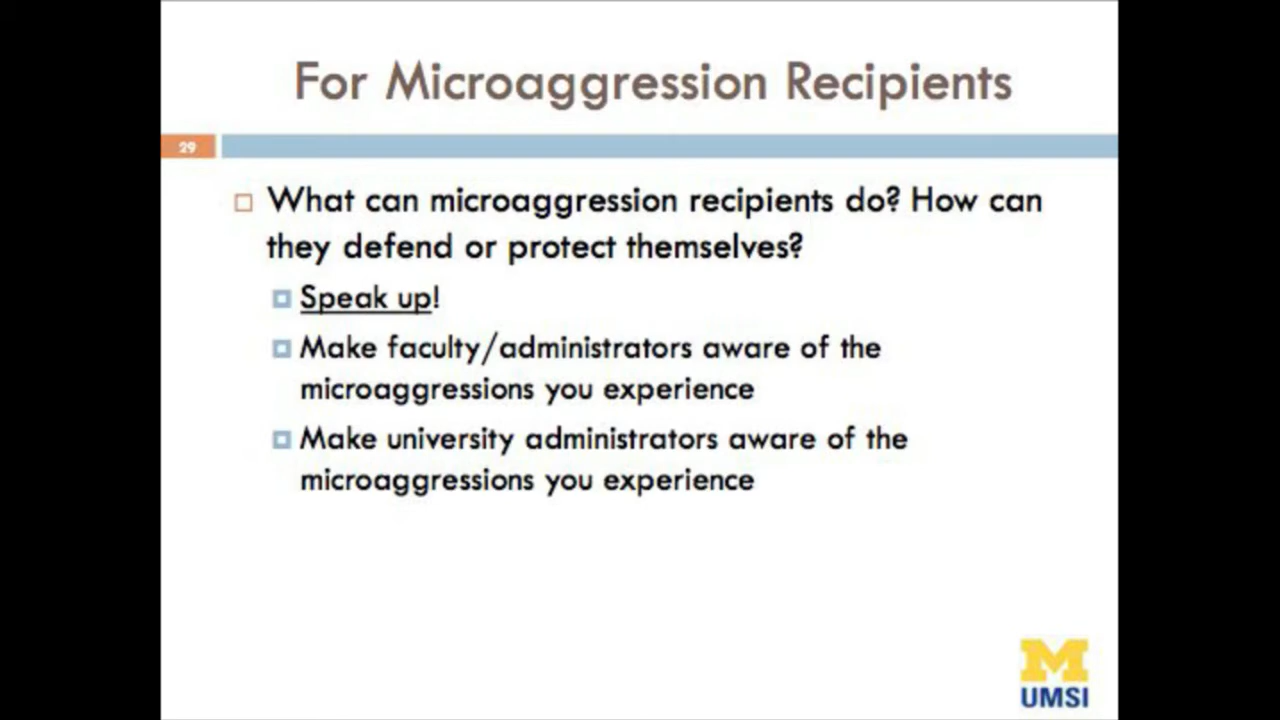 For Microaggression Recipients
29
What can microaggression recipients do? How can
they defend or protect themselves?
Speak up!
Make faculty/administrators aware of the
microaggressions you experience
Make university administrators aware of the
microaggressions you experience
M
UMSI